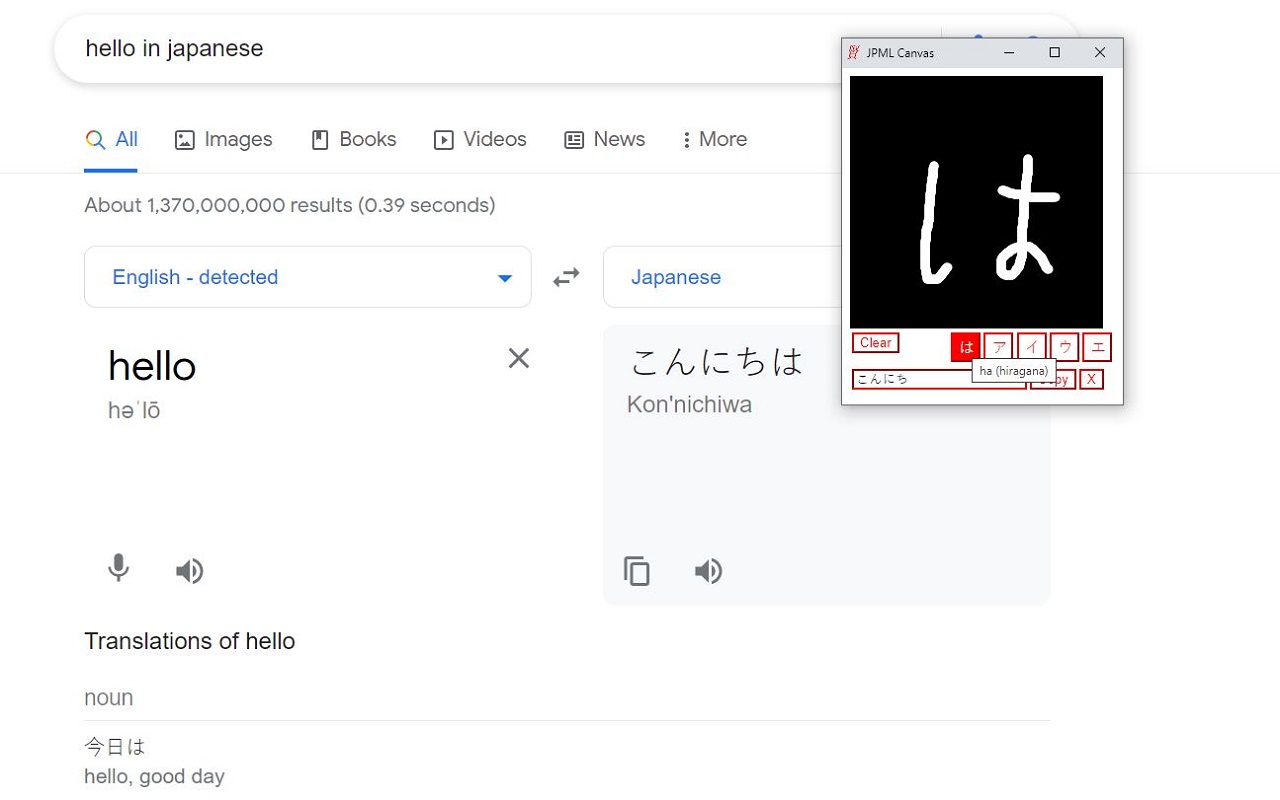 hello in japanese
JPML Canvas
All Images Books Videos News More
About 1,370,000,000 results (0.39 seconds)
は
English - detected
Japanese
hello
həˈlō
こんにちは
Kon'nichiwa
Clear
は ア イ ウ エ
ha (hiragana)
こんにち
X
Translations of hello
noun
今日は
hello, good day